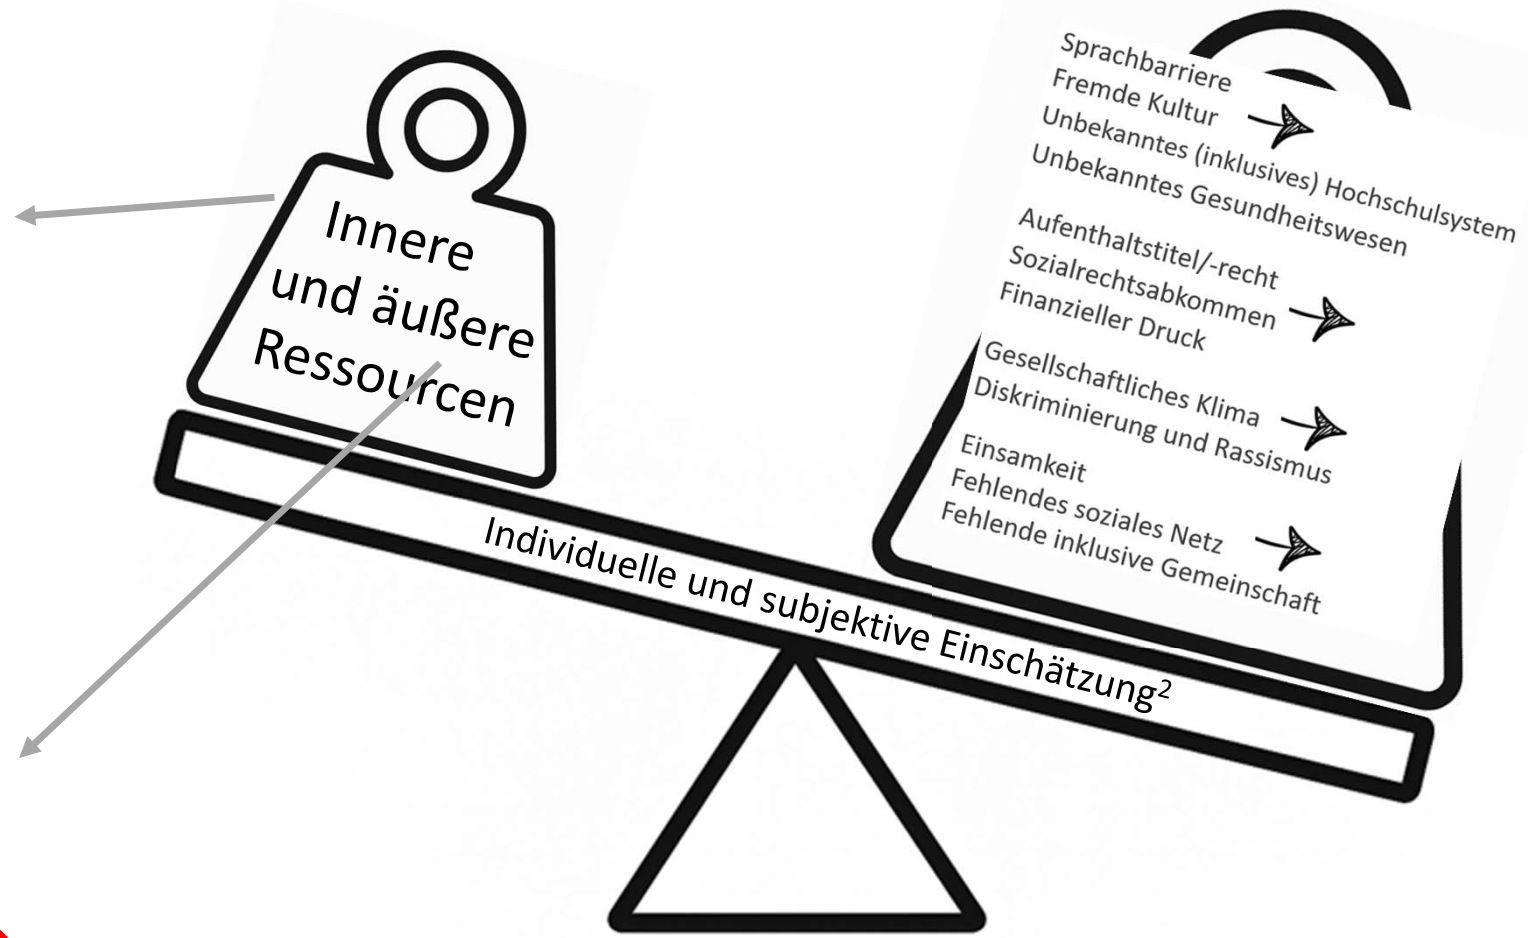 Innere
und äußere
Ressourcen
Sprachbarriere
Fremde Kultur
Unbekanntes (inklusives) Hochschulsystem
Unbekanntes Gesundheitswesen
Aufenthaltstitel/-recht
Sozialrechtsabkommen
Finanzieller Druck
Gesellschaftliches Klima
Diskriminierung und Rassismus
Einsamkeit
Fehlendes soziales Netz
Fehlende inklusive Gemeinschaft
Individuelle und subjektive Einschätzung²